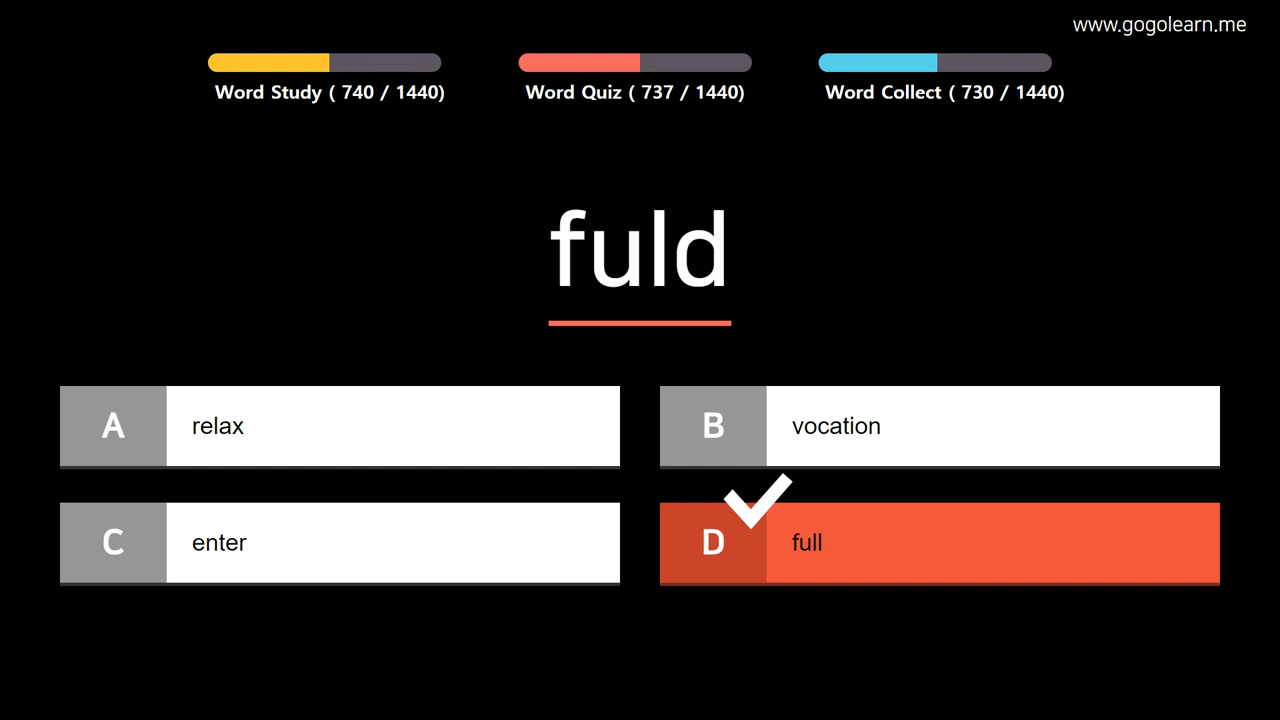 www.gogolearn.me
Word Study ( 740 / 1440)
Word Quiz ( 737 / 1440)
Word Collect ( 730 / 1440)
fuld
A relax
B vocation
C enter
D full